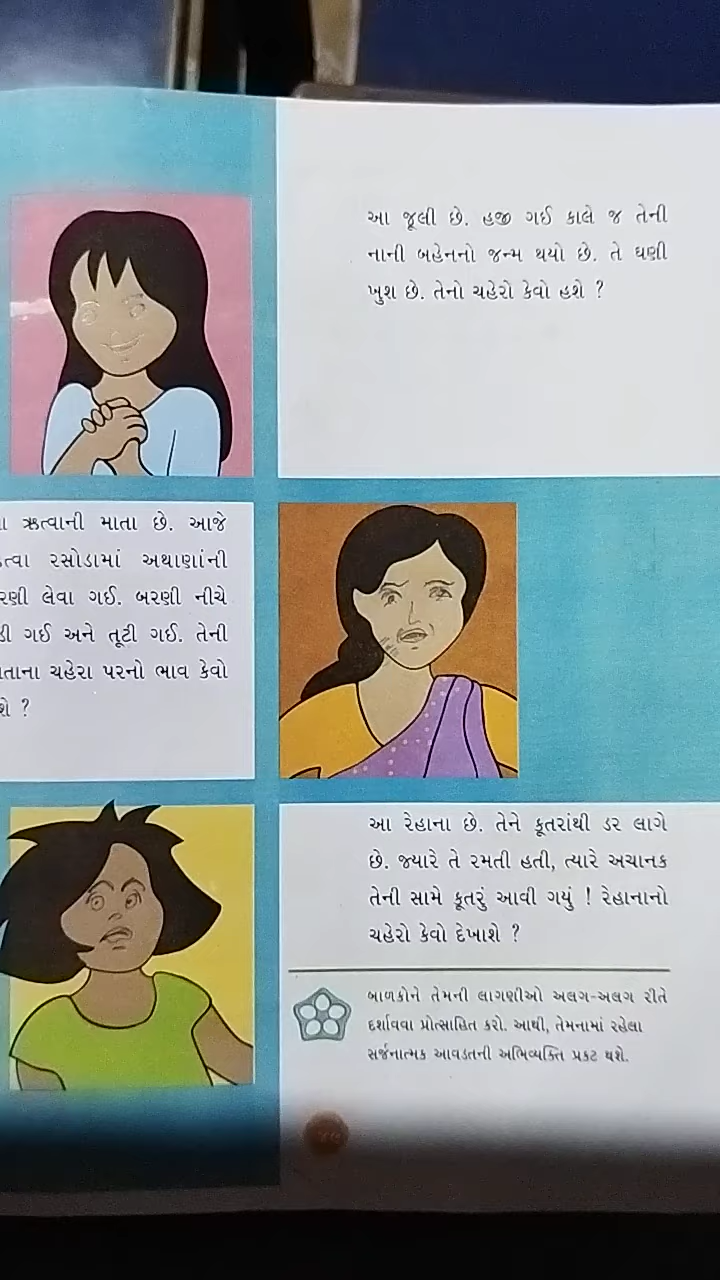 આ જૂલી છે. હજી ગઈ કાલે જ તેની
નાની બહેનનો જન્મ થયો છે. તે ઘણી
ખુશ છે. તેનો ચહેરો કેવો હશે ?
ઋત્વાની માતા છે. આજે
રસોડામાં અથાણાંની
લેવા ગઈ. બરણી નીચે
ગઈ અને તૂટી ગઈ. તેની
ચહેરા પરનો ભાવ કેવો
?
આ રેહાના છે. તેને કૂતરાંથી ડર લાગે
છે. જ્યારે તે રમતી હતી, ત્યારે અચાનક
તેની સામે કૂતરું આવી ગયું ! રેહાનાનો
ચહેરો કેવો દેખાશે ?
બાળકોને તેમની લાગણીઓ અલગ-અલગ રીતે
દર્શાવવા પ્રોત્સાહિત કરો. આથી, તેમનામાં રહેલા
સર્જનાત્મક આવડતની અભિવ્યક્તિ પ્રકટ થશે.